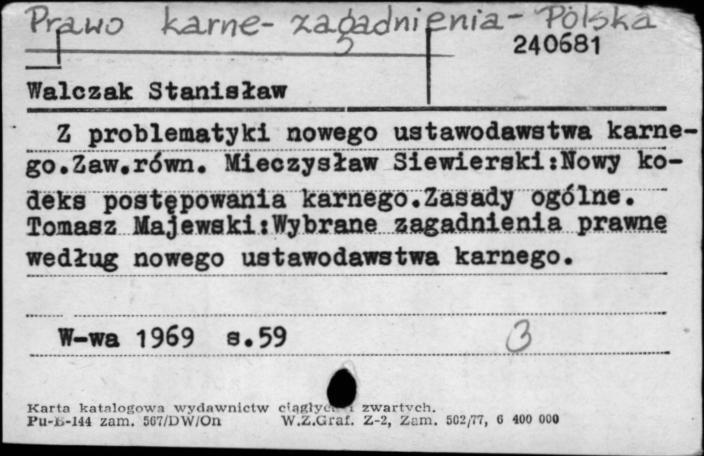 Prawo karne - zagadnienia - Polska
240681
Walczak Stanisław
Z problematyki nowego ustawodawstwa karne-
go.Zaw.równ. Mieczysław Siewierski:Nowy ko-
deks postępowania karnego.Zasady ogólne.
Tomasz Majewski:Wybrane zagadnienia prawne
według nowego ustawodawstwa karnego.
W-wa 1969 s.59
3
Karta katalogowa wydawnictw ciągłych i zwartych.
Pu-B-144 zam. 567/DW/On W.Z.Graf. Z-2, Zam. 502/77, 6 400 000